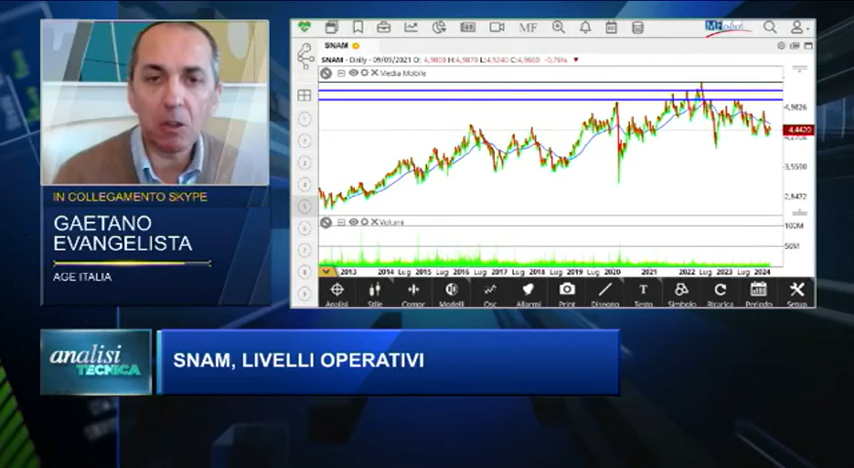 SNAM
SNAM - Daily - 09/09/2021 O: 4,9800 H: 4,9870 L: 4,9240 C: 4,9660 -0,76% ▼
Media Mobile
4,9826
4,4420
3,5590
2,8472
Volumi
100M
50M
2013 2014 Lug 2015 Lug 2016 Lug 2017 Lug 2018 Lug 2019 Lug 2020 2021 2022 Lug 2023 Lug 2024
Analisi Stile Compar Modelli Osc Allarmi Print Disegno Testo Simbolo Ricarica Periodo Setup
MF
IN COLLEGAMENTO SKYPE
GAETANO
EVANGELISTA
AGE ITALIA
analisi
TECNICA
SNAM, LIVELLI OPERATIVI